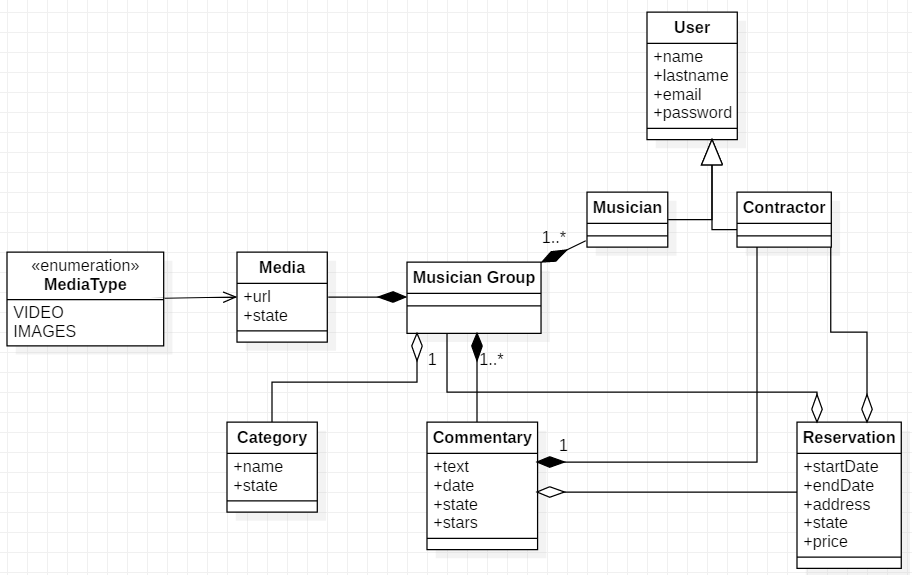 User
+name
+lastname
+email
+password
Musician
Contractor
1..*
«enumeration»
MediaType
VIDEO
IMAGES
Media
+url
+state
Musician Group
1
1..*
Category
+name
+state
Commentary
+text
+date
+state
+stars
1
Reservation
+startDate
+endDate
+address
+state
+price